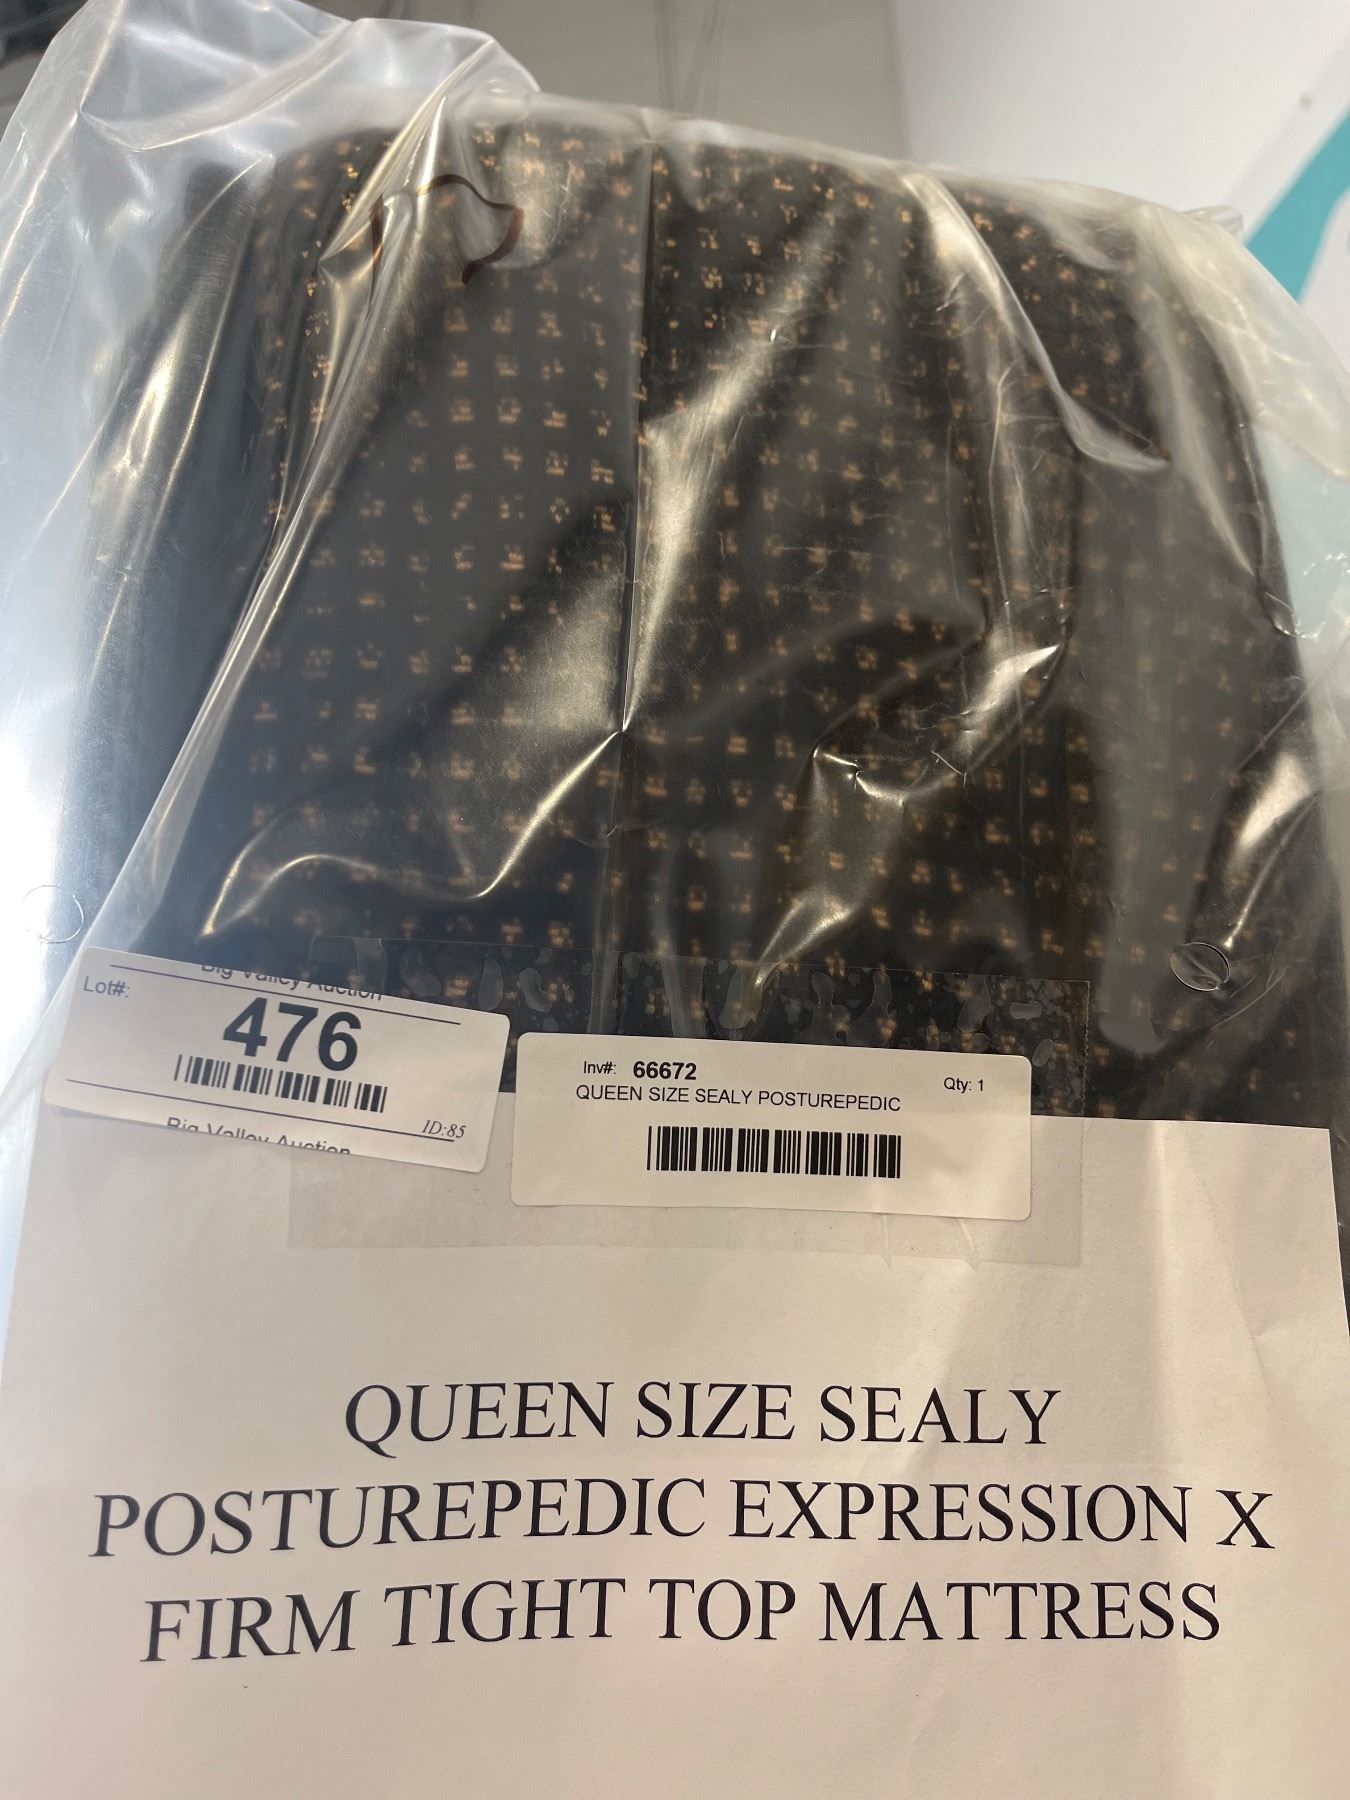 Big Valley Auction
Lot#:
476
Big Valley Auction
ID:85
Inv#: 66672
Qty: 1
QUEEN SIZE SEALY POSTUREPEDIC
QUEEN SIZE SEALY
POSTUREPEDIC EXPRESSION X
FIRM TIGHT TOP MATTRESS